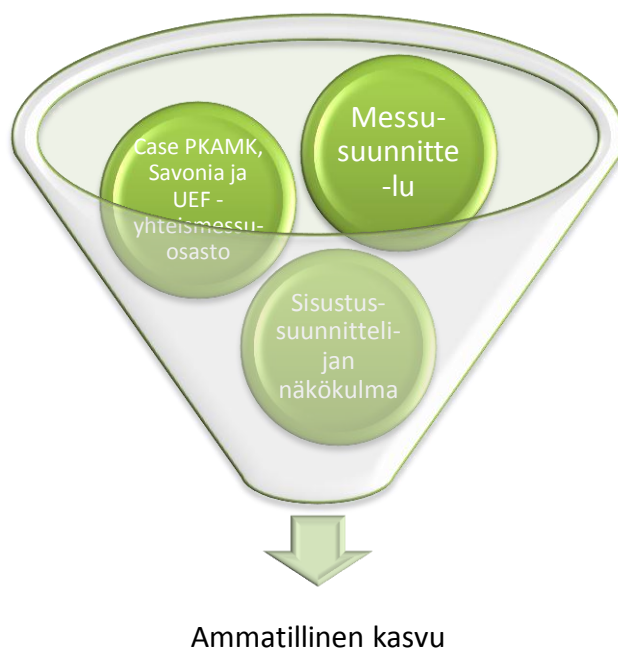 Case PKAMK,
Savonia ja
UEF -
yhteismessu-
osasto
Messu-
suunnitte
-lu
Sisustus-
suunnitteli-
jan
näkökulma
Ammatillinen kasvu